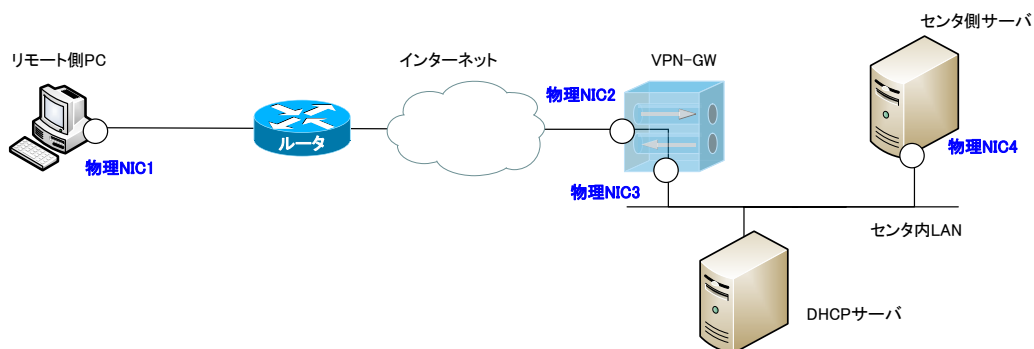 センタ側サーバ
リモート側PC
インターネット
VPN-GW
物理NIC2
ルータ
物理NIC1
物理NIC4
物理NIC3
センタ内LAN
DHCPサーバ